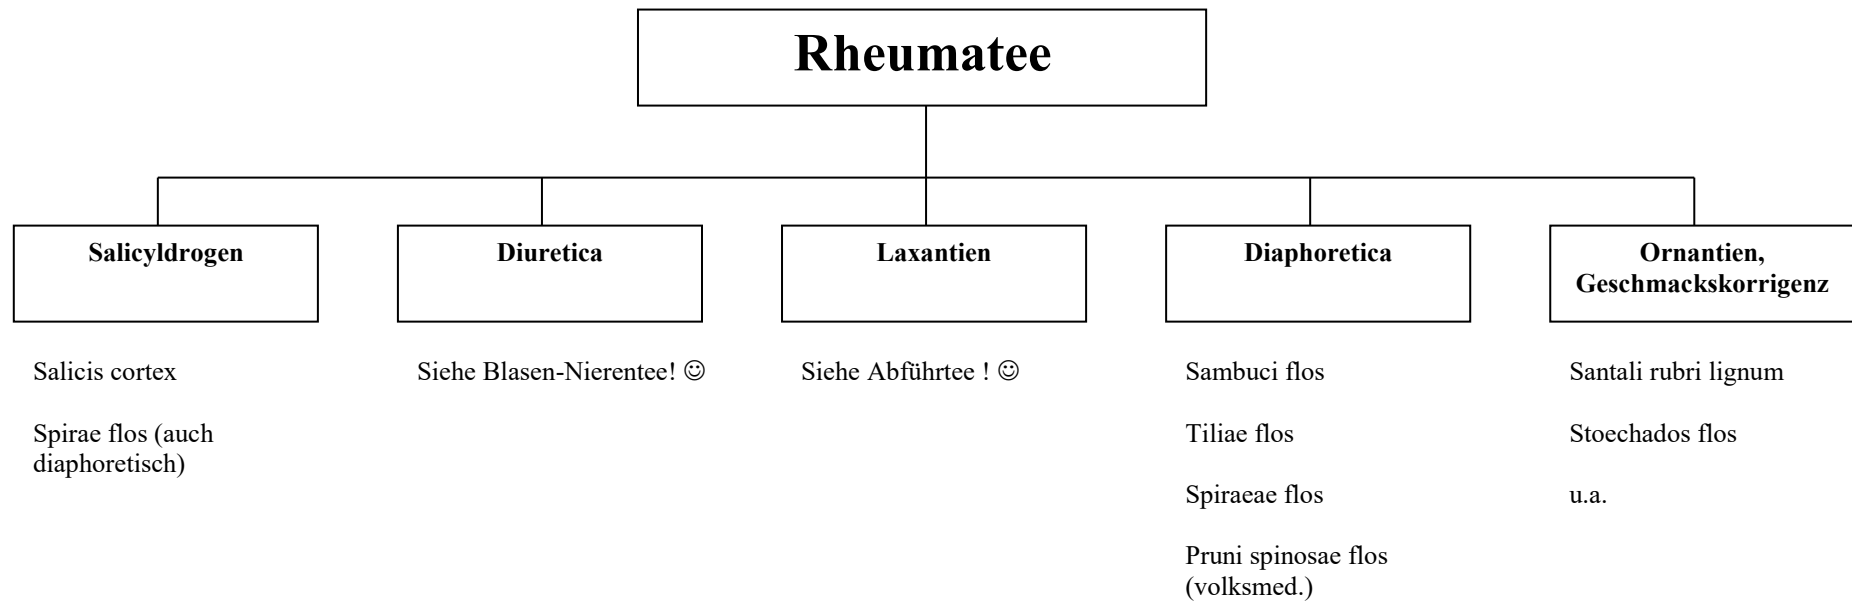 Rheumatee
Salicyldrogen
Diuretica
Laxantien
Diaphoretica
Ornantien,
Geschmackskorrigenz
Salicis cortex
Spirae flos (auch
diaphoretisch)
Siehe Blasen-Nierentee! ☺
Siehe Abführtee ! ☺
Sambuci flos
Tiliae flos
Spiraeae flos
Pruni spinosae flos
(volksmed.)
Santali rubri lignum
Stoechados flos
u.a.